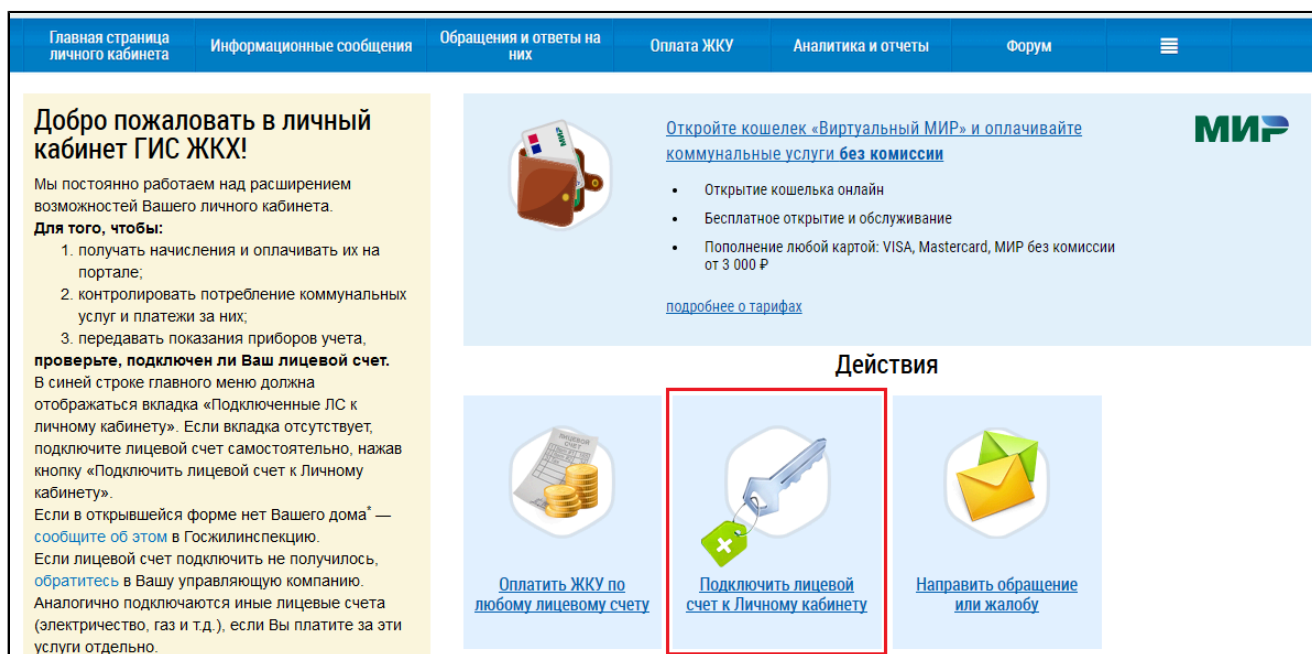 Главная страница
личного кабинета
Информационные сообщения
Обращения и ответы на
них
Оплата ЖКУ
Аналитика и отчеты
Форум
Добро пожаловать в личный
кабинет ГИС ЖКХ!
Мы постоянно работаем над расширением
возможностей Вашего личного кабинета.
Для того, чтобы:
1. получать начисления и оплачивать их на
портале;
2. контролировать потребление коммунальных
услуг и платежи за них;
3. передавать показания приборов учета,
проверьте, подключен ли Ваш лицевой счет.
В синей строке главного меню должна
отображаться вкладка «Подключенные ЛС к
личному кабинету». Если вкладка отсутствует,
подключите лицевой счет самостоятельно, нажав
кнопку «Подключить лицевой счет к Личному
кабинету».
Если в открывшейся форме нет Вашего дома* —
сообщите об этом в Госжилинспекцию.
Если лицевой счет подключить не получилось,
обратитесь в Вашу управляющую компанию.
Аналогично подключаются иные лицевые счета
(электричество, газ и т.д.), если Вы платите за эти
услуги отдельно.
Откройте кошелек «Виртуальный МИР» и оплачивайте
коммунальные услуги без комиссии
• Открытие кошелька онлайн
• Бесплатное открытие и обслуживание
• Пополнение любой картой: VISA, Mastercard, МИР без комиссии
от 3 000 ₽
подробнее о тарифах
МИР
Действия
ЛИЦЕВОЙ
СЧЕТ
Оплатить ЖКУ по
любому лицевому счету
Подключить лицевой
счет к Личному кабинету
Направить обращение
или жалобу